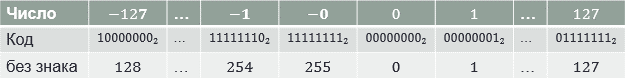 Число −127 ... −1 −0 0 1 ... 127
Код 10000000₂ ... 11111110₂ 11111111₂ 00000000₂ 00000001₂ ... 01111111₂
без знака 128 ... 254 255 0 1 ... 127